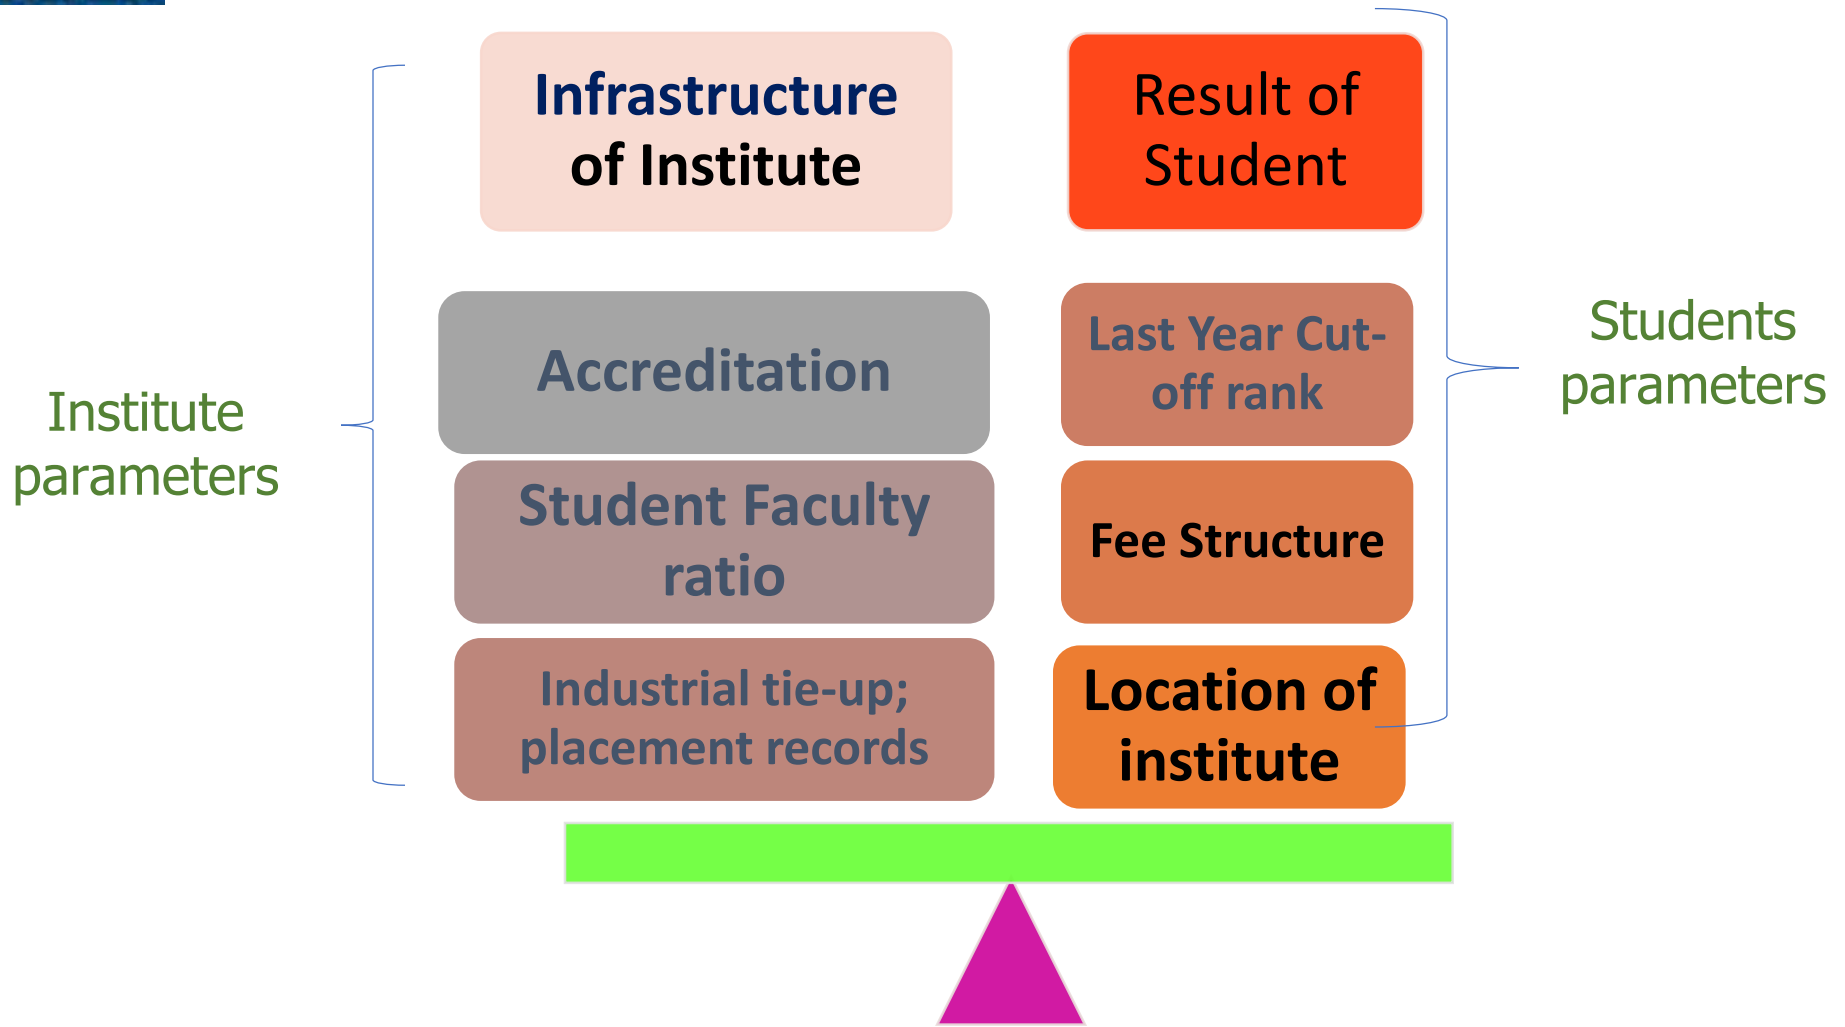 Infrastructure
of Institute
Result of
Student
Accreditation
Last Year Cut-
off rank
Students
parameters
Institute
parameters
Student Faculty
ratio
Fee Structure
Industrial tie-up;
placement records
Location of
institute